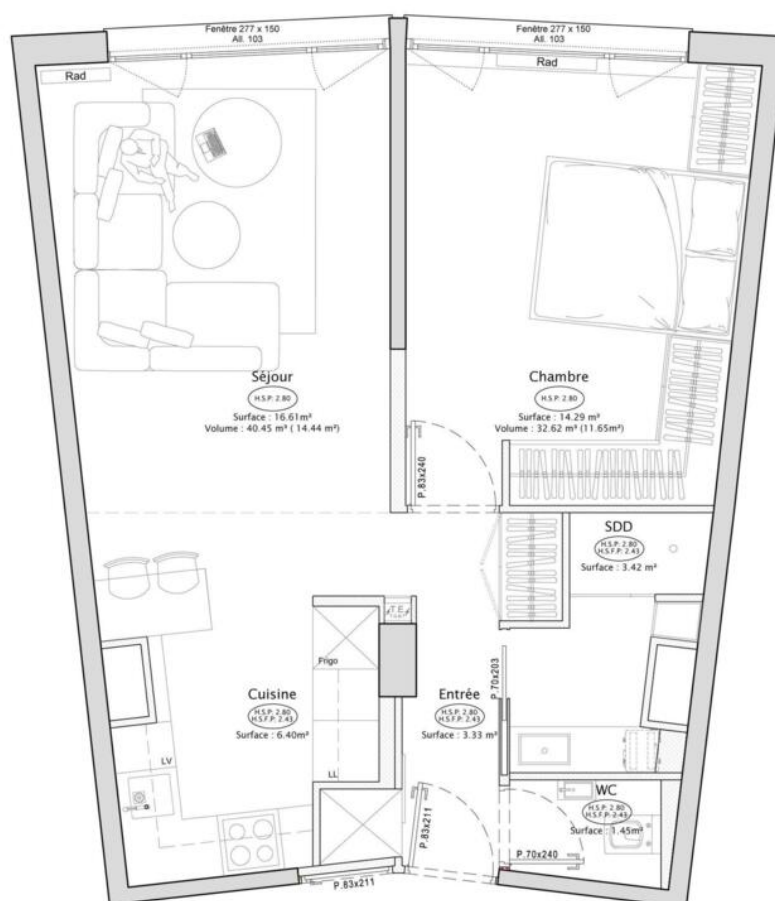 Fenêtre 277 x 150
All. 103
Fenêtre 277 x 150
All. 103
Rad
Rad
Séjour
H.S.P: 2.80
Surface : 16.61m²
Volume : 40.45 m³ ( 14.44 m²)
Chambre
H.S.P: 2.80
Surface : 14.29 m²
Volume : 32.62 m³ (11.65m²)
P.83x240
SDD
H.S.P: 2.80
H.S.F.P: 2.43
Surface : 3.42 m²
T.E.
Frigo
P.70x203
Cuisine
H.S.P: 2.80
H.S.F.P: 2.43
Surface : 6.40m²
Entrée
H.S.P: 2.80
H.S.F.P: 2.43
Surface : 3.33 m²
LV
LL
WC
H.S.P: 2.80
H.S.F.P: 2.43
Surface : 1.45m²
P.83x211
P.70x240
P.83x211